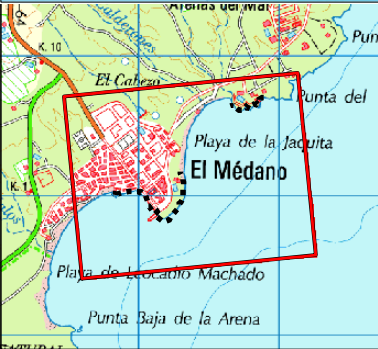 Arenas del Mar
K. 10
El Cabezo
Punta del
Playa de la Jaquita
El Médano
K. 1
Playa de Leocadio Machado
Punta Baja de la Arena